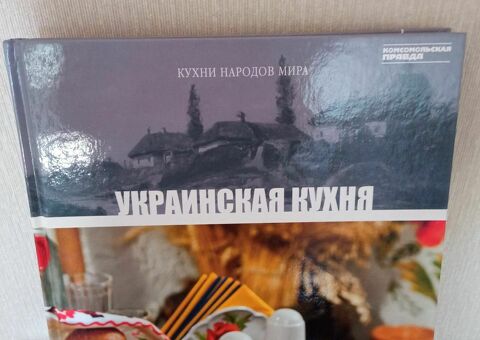 КОМСОМОЛЬСКАЯ
ПРАВДА
КУХНИ НАРОДОВ МИРА
УКРАИНСКАЯ КУХНЯ